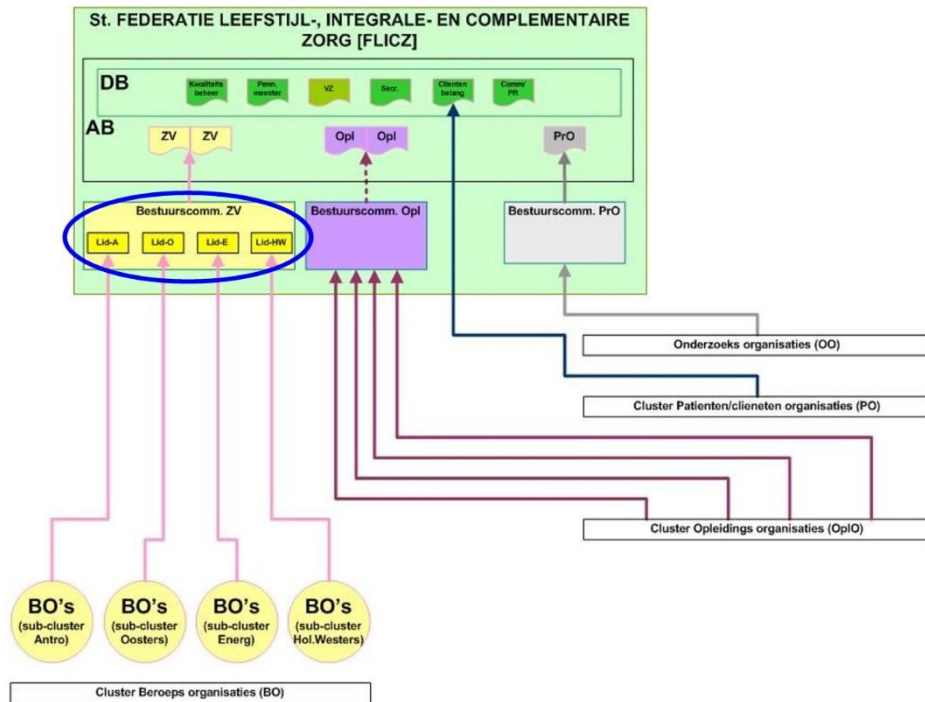 St. FEDERATIE LEEFSTIJL-, INTEGRALE- EN COMPLEMENTAIRE
ZORG [FLICZ]
DB
Kwaliteits
beheer
Penn.
meester
VZ
Secr.
Clienten
belang
Comm/
PR
AB
ZV
ZV
Opl
Opl
PrO
Bestuurscomm. ZV
Bestuurscomm. Opl
Bestuurscomm. PrO
Lid-A
Lid-O
Lid-E
Lid-HW
Onderzoeks organisaties (OO)
Cluster Patienten/clieneten organisaties (PO)
Cluster Opleidings organisaties (OplO)
BO's
(sub-cluster
Antro)
BO's
(sub-cluster
Oosters)
BO's
(sub-cluster
Energ)
BO's
(sub-cluster
Hol.Westers)
Cluster Beroeps organisaties (BO)